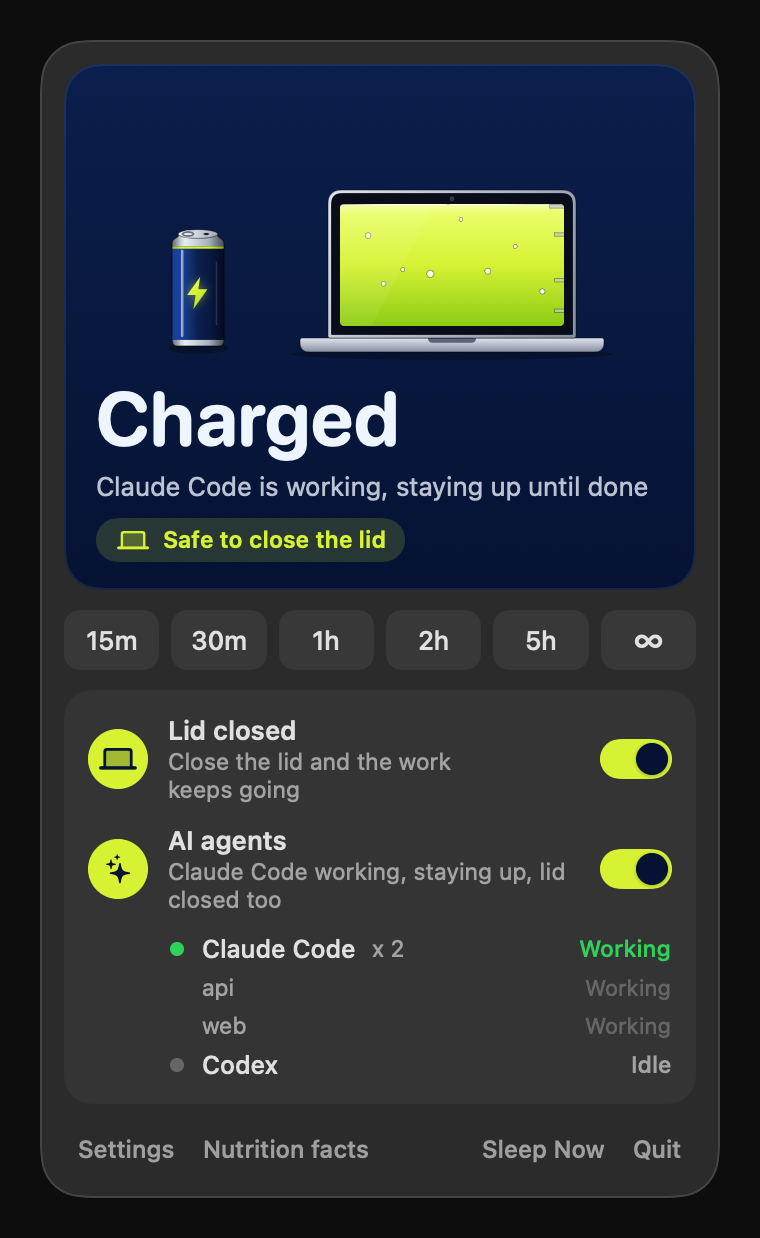 Charged
Claude Code is working, staying up until done
Safe to close the lid
15m 30m 1h 2h 5h ∞
Lid closed
Close the lid and the work
keeps going
AI agents
Claude Code working, staying up, lid
closed too
Claude Code x 2 Working
api Working
web Working
Codex Idle
Settings Nutrition facts Sleep Now Quit